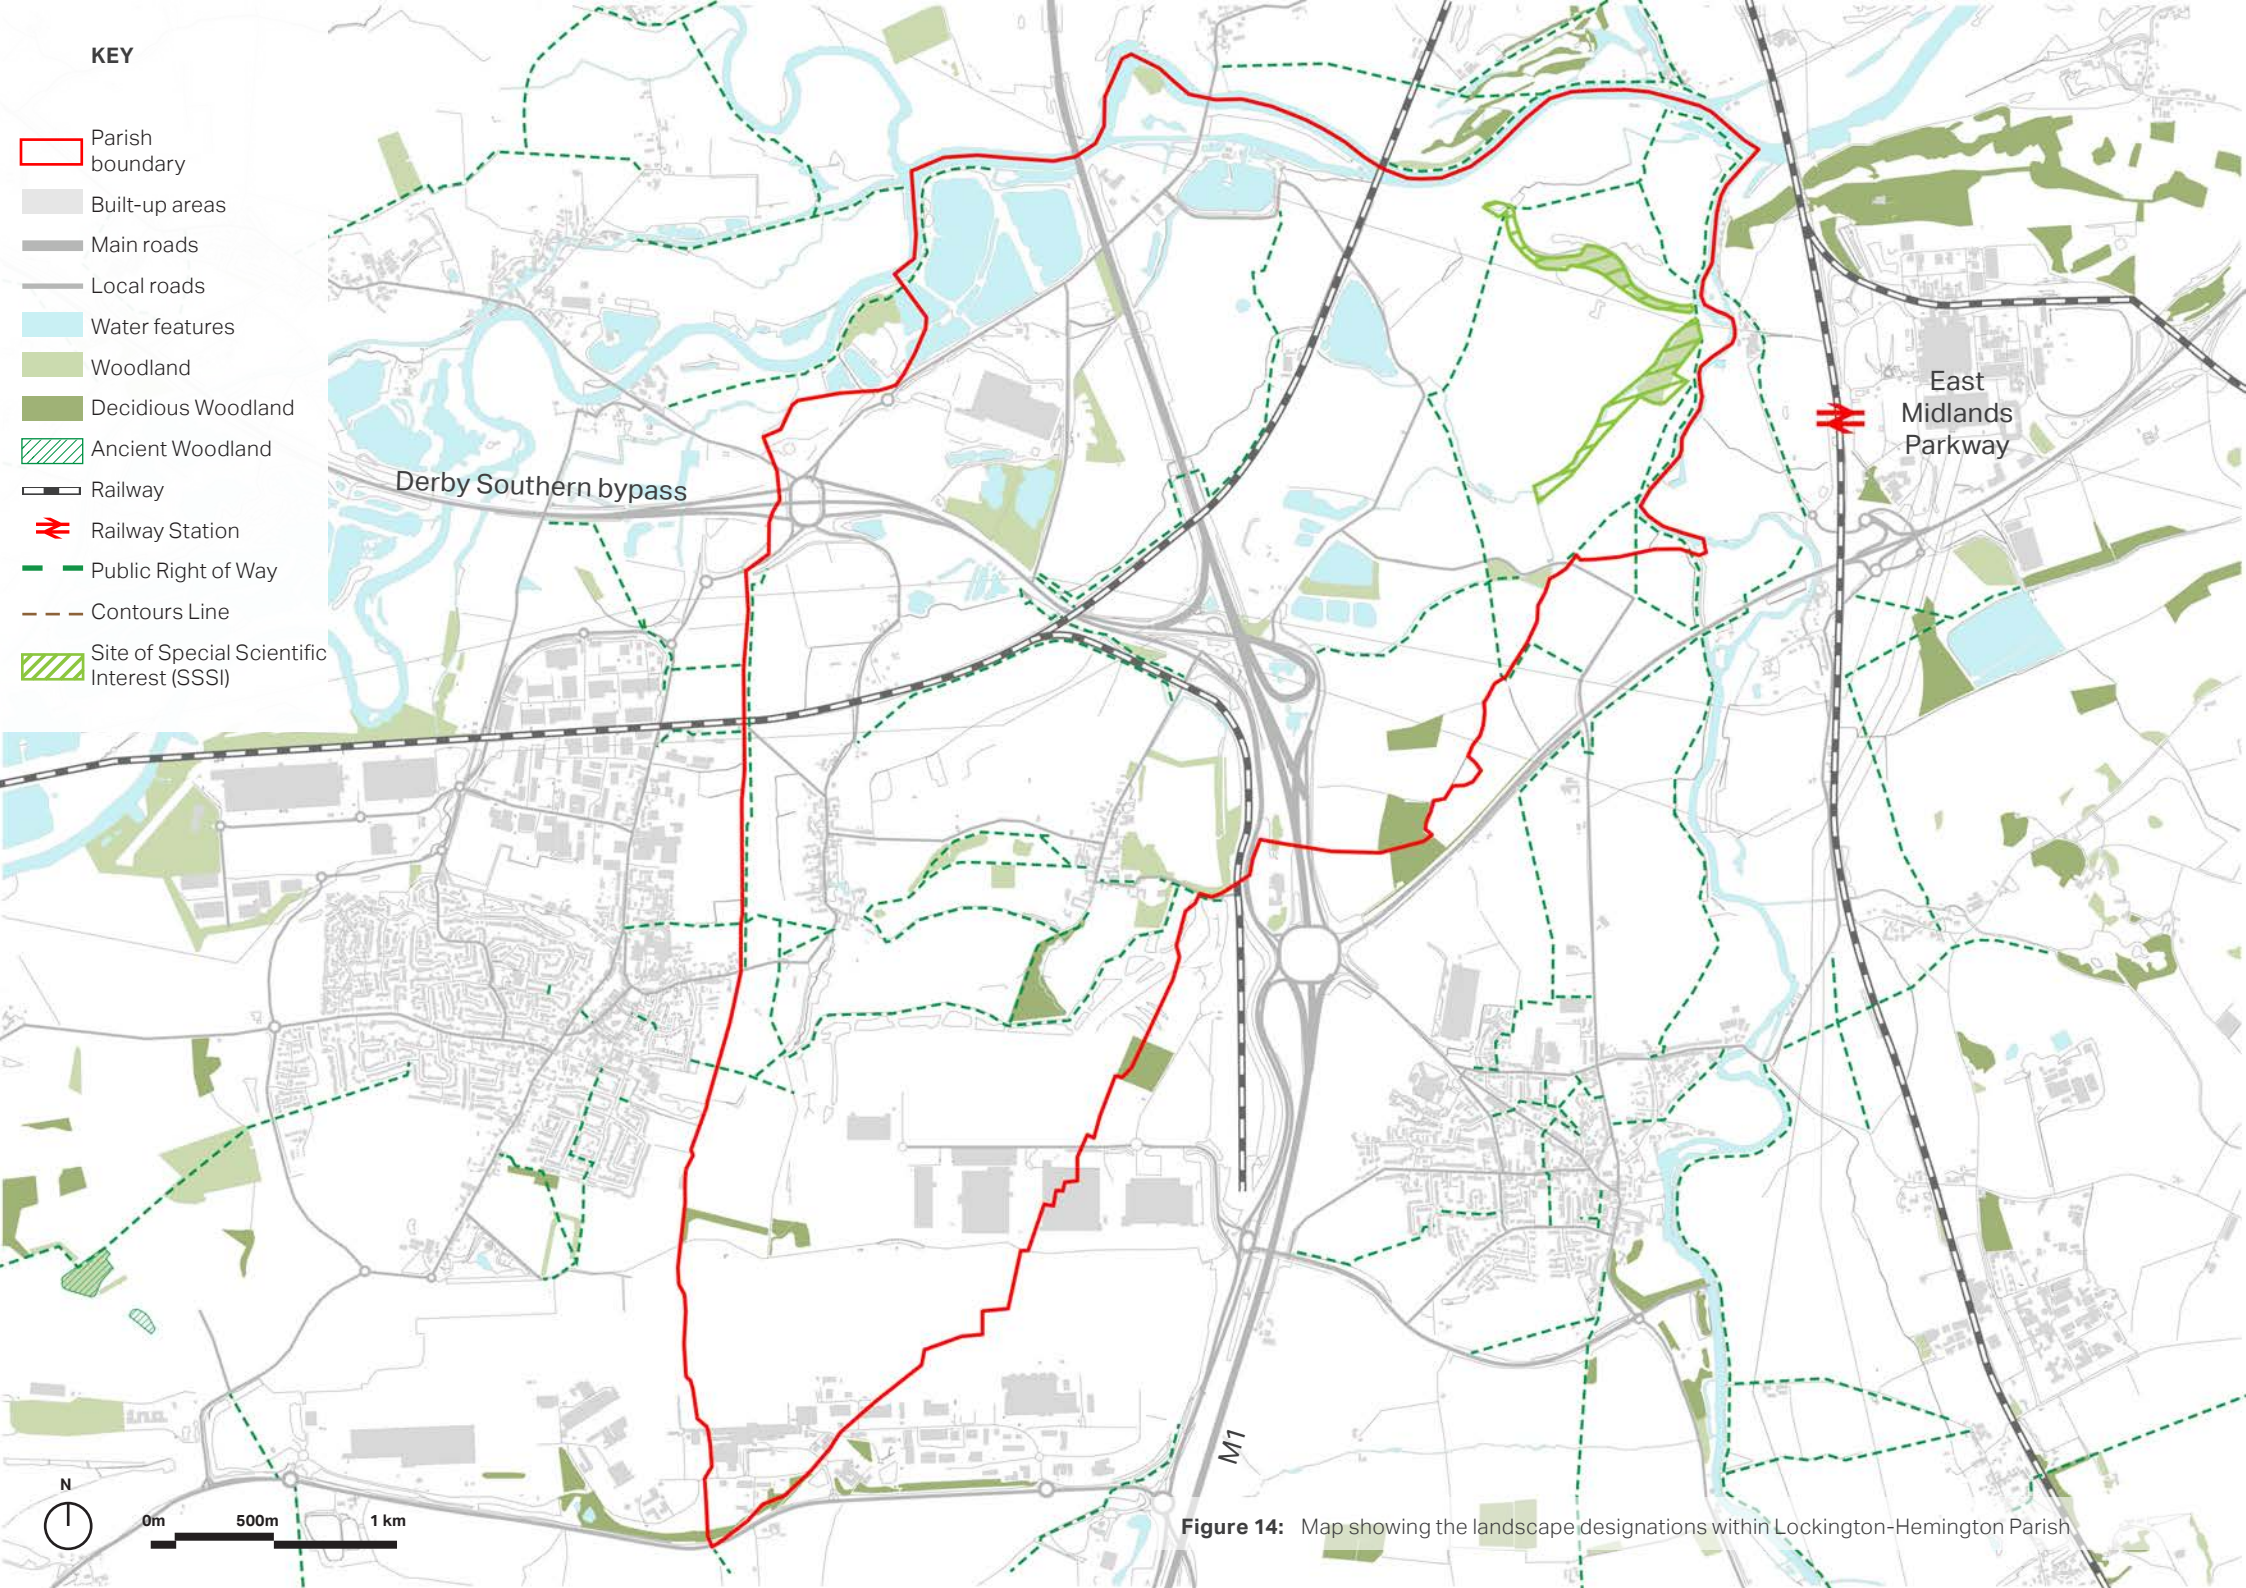 KEY
Parish
boundary
Built-up areas
Main roads
Local roads
Water features
Woodland
Decidious Woodland
Ancient Woodland
Railway
Railway Station
Public Right of Way
Contours Line
Site of Special Scientific
Interest (SSSI)
Derby Southern bypass
East
Midlands
Parkway
M1
N
0m 500m 1 km
Figure 14: Map showing the landscape designations within Lockington-Hemington Parish